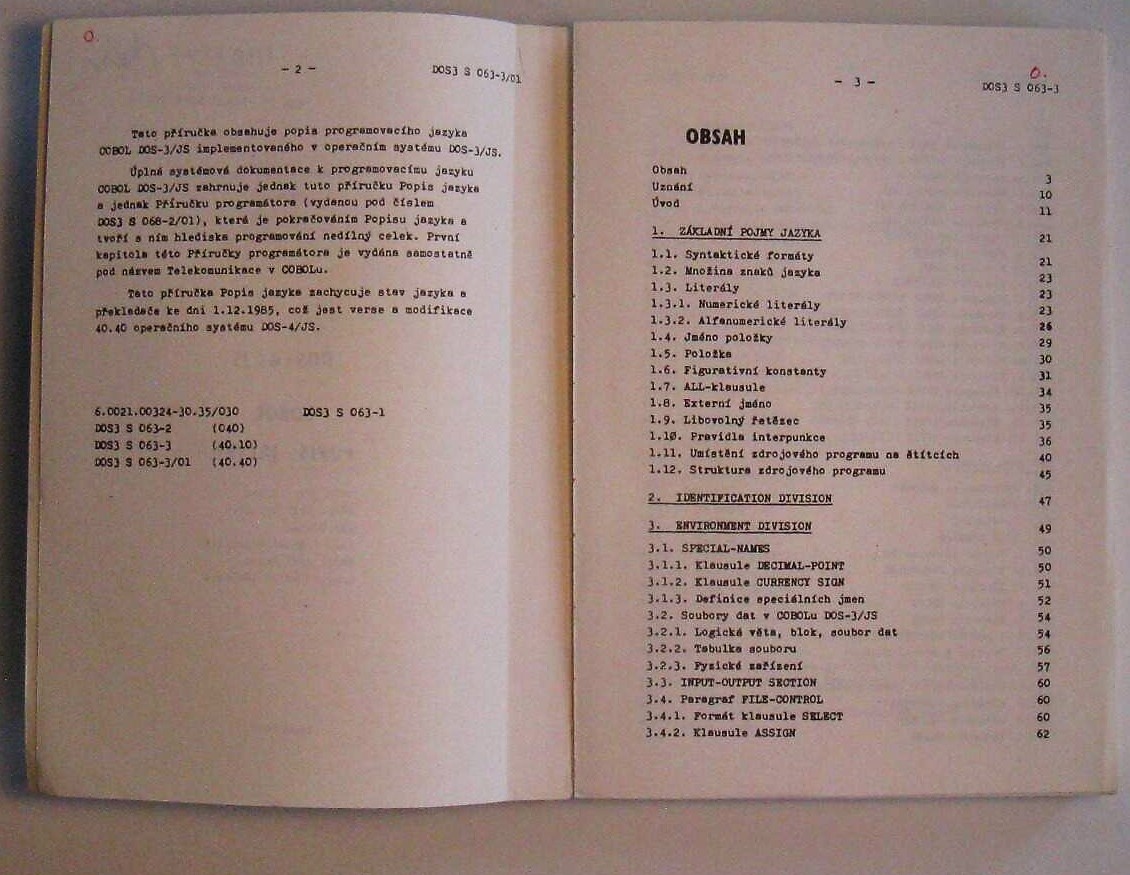 O.
- 2 -
DOS3 S 063-3/01
Tato příručka obsahuje popis programovacího jazyka
COBOL DOS-3/JS implementovaného v operačním systému DOS-3/JS.
Úplná systémová dokumentace k programovacímu jazyku
COBOL DOS-3/JS zahrnuje jednak tuto příručku Popis jazyka
a jednak Příručku programátora (vydanou pod číslem
DOS3 S 068-2/01), která je pokračováním Popisu jazyka a
tvoří s ním hlediska programování nedílný celek. První
kapitola této Příručky programátora je vydána samostatně
pod názvem Telekomunikace v COBOLu.
Tato příručka Popis jazyka zachycuje stav jazyka a
překladače ke dni 1.12.1985, což jest verse a modifikace
40.40 operačního systému DOS-4/JS.
6.0021.00324-30.35/030 DOS3 S 063-1
DOS3 S 063-2 (040)
DOS3 S 063-3 (40.10)
DOS3 S 063-3/01 (40.40)
O.
- 3 -
DOS3 S 063-3
OBSAH
Obsah 3
Uznání 10
Úvod 11
1. ZÁKLADNÍ POJMY JAZYKA 21
1.1. Syntaktické formáty 21
1.2. Množina znaků jazyka 23
1.3. Literály 23
1.3.1. Numerické literály 23
1.3.2. Alfanumerické literály 26
1.4. Jméno položky 29
1.5. Položka 30
1.6. Figurativní konstanty 31
1.7. ALL-klausule 34
1.8. Externí jméno 35
1.9. Libovolný řetězec 35
1.10. Pravidla interpunkce 36
1.11. Umístění zdrojového programu na štítcích 40
1.12. Struktura zdrojového programu 45
2. IDENTIFICATION DIVISION 47
3. ENVIRONMENT DIVISION 49
3.1. SPECIAL-NAMES 50
3.1.1. Klausule DECIMAL-POINT 50
3.1.2. Klausule CURRENCY SIGN 51
3.1.3. Definice speciálních jmen 52
3.2. Soubory dat v COBOLu DOS-3/JS 54
3.2.1. Logická věta, blok, soubor dat 54
3.2.2. Tabulka souboru 56
3.2.3. Fyzické zařízení 57
3.3. INPUT-OUTPUT SECTION 60
3.4. Paragraf FILE-CONTROL 60
3.4.1. Formát klausule SELECT 60
3.4.2. Klausule ASSIGN 62